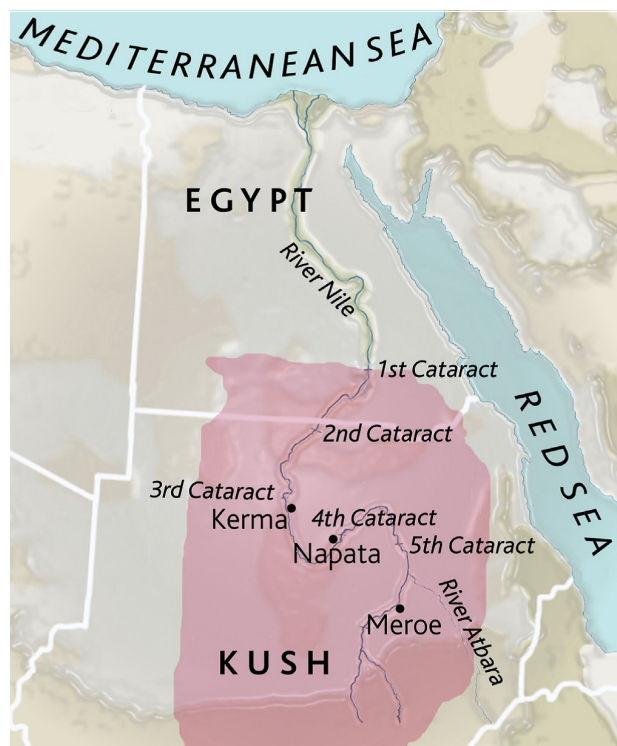 MEDITERRANEAN SEA
EGYPT
River Nile
1st Cataract
RED SEA
2nd Cataract
3rd Cataract
Kerma
4th Cataract
Napata
5th Cataract
River Atbara
Meroe
KUSH